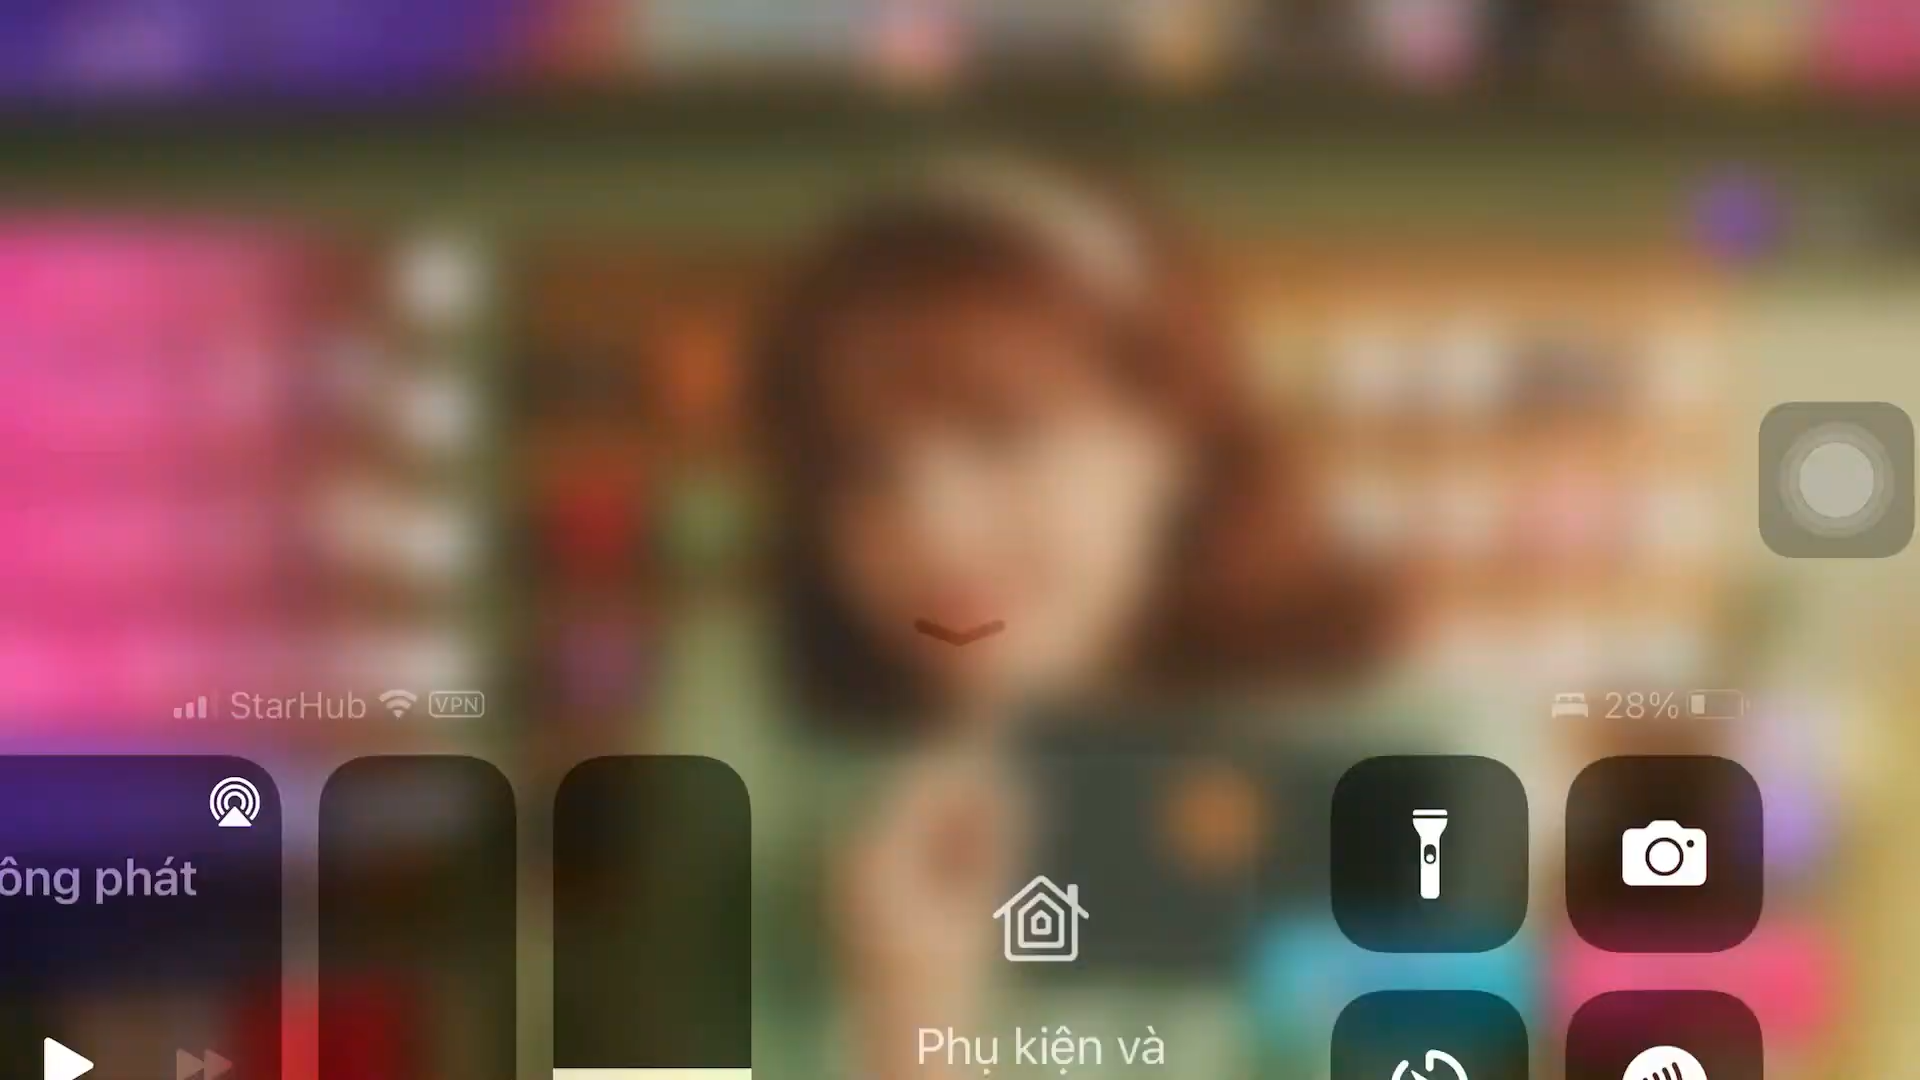 StarHub VPN
28%
ông phát
Phụ kiện và